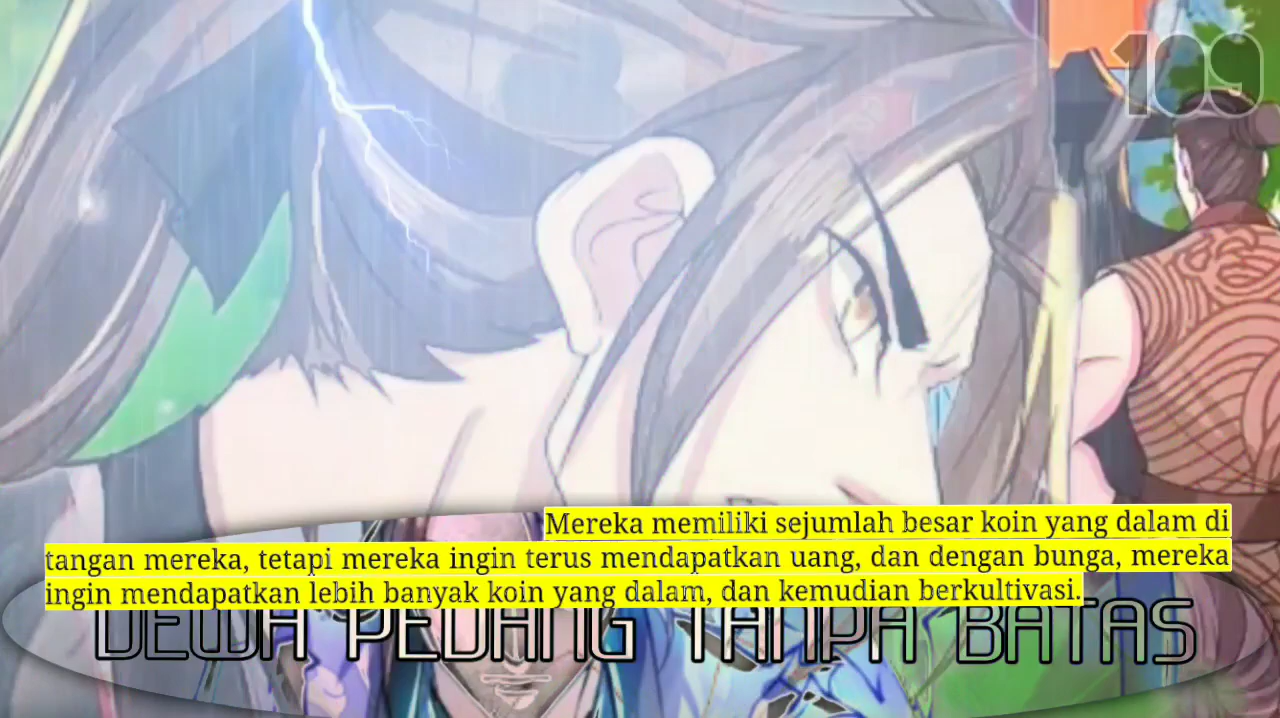 109
Mereka memiliki sejumlah besar koin yang dalam di
tangan mereka, tetapi mereka ingin terus mendapatkan uang, dan dengan bunga, mereka
ingin mendapatkan lebih banyak koin yang dalam, dan kemudian berkultivasi.
DEWA PEDANG TANPA BATAS